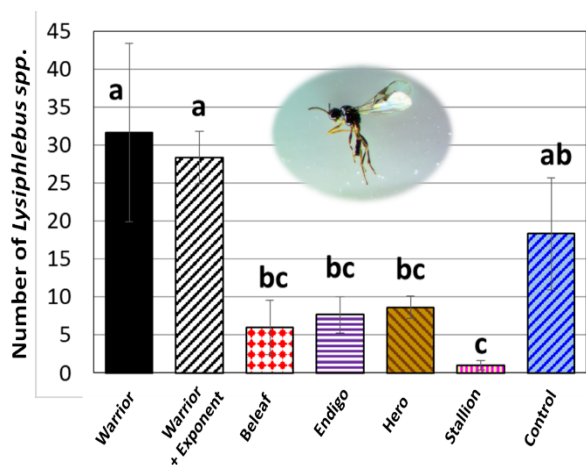 Number of Lysiphlebus spp.
45
40
35
30
25
20
15
10
5
0
a
a
bc
bc
bc
c
ab
Warrior
Warrior
+ Exponent
Beleaf
Endigo
Hero
Stallion
Control